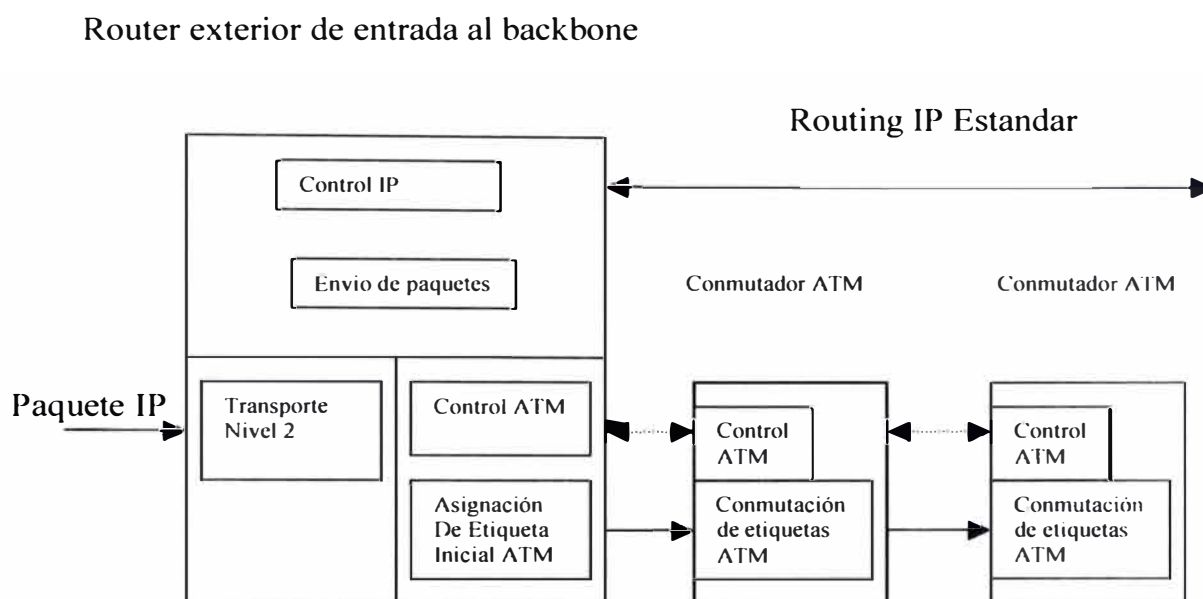 Router exterior de entrada al backbone
Routing IP Estandar
Control IP
Envio de paquetes
Conmutador ATM
Conmutador ATM
Paquete IP
Transporte
Nivel 2
Control ATM
Control
ATM
Control
ATM
Asignación
De Etiqueta
Inicial ATM
Conmutación
de etiquetas
ATM
Conmutación
de etiquetas
ATM